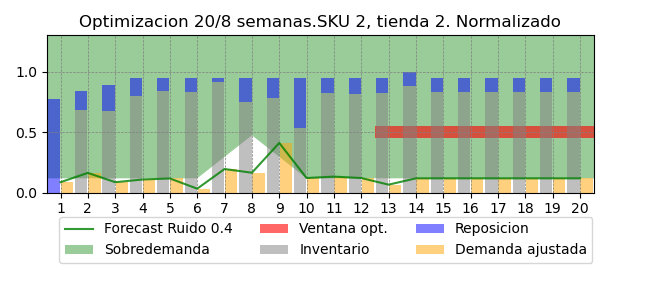 Optimizacion 20/8 semanas.SKU 2, tienda 2. Normalizado
1.0
0.5
0.0
1 2 3 4 5 6 7 8 9 10 11 12 13 14 15 16 17 18 19 20
Forecast Ruido 0.4 Ventana opt. Reposicion
Sobredemanda Inventario Demanda ajustada